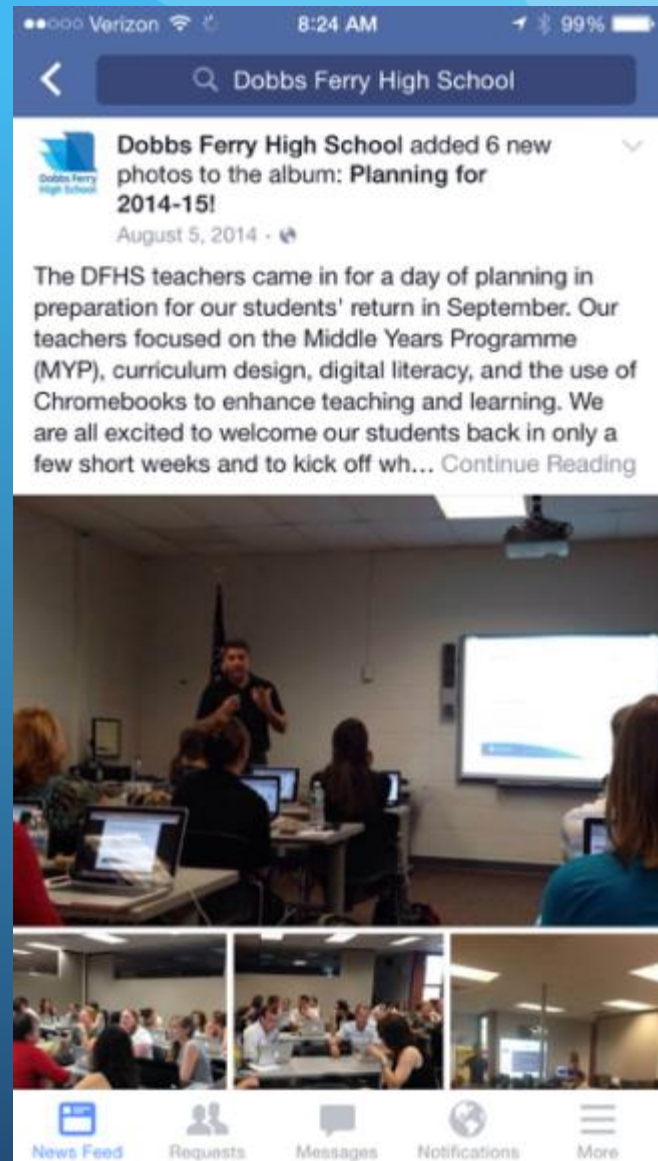 Verizon 8:24 AM 99%
Dobbs Ferry High School
Dobbs Ferry
High School
Dobbs Ferry High School added 6 new
photos to the album: Planning for
2014-15!
August 5, 2014 ·
The DFHS teachers came in for a day of planning in
preparation for our students' return in September. Our
teachers focused on the Middle Years Programme
(MYP), curriculum design, digital literacy, and the use of
Chromebooks to enhance teaching and learning. We
are all excited to welcome our students back in only a
few short weeks and to kick off wh... Continue Reading
News Feed Requests Messages Notifications More